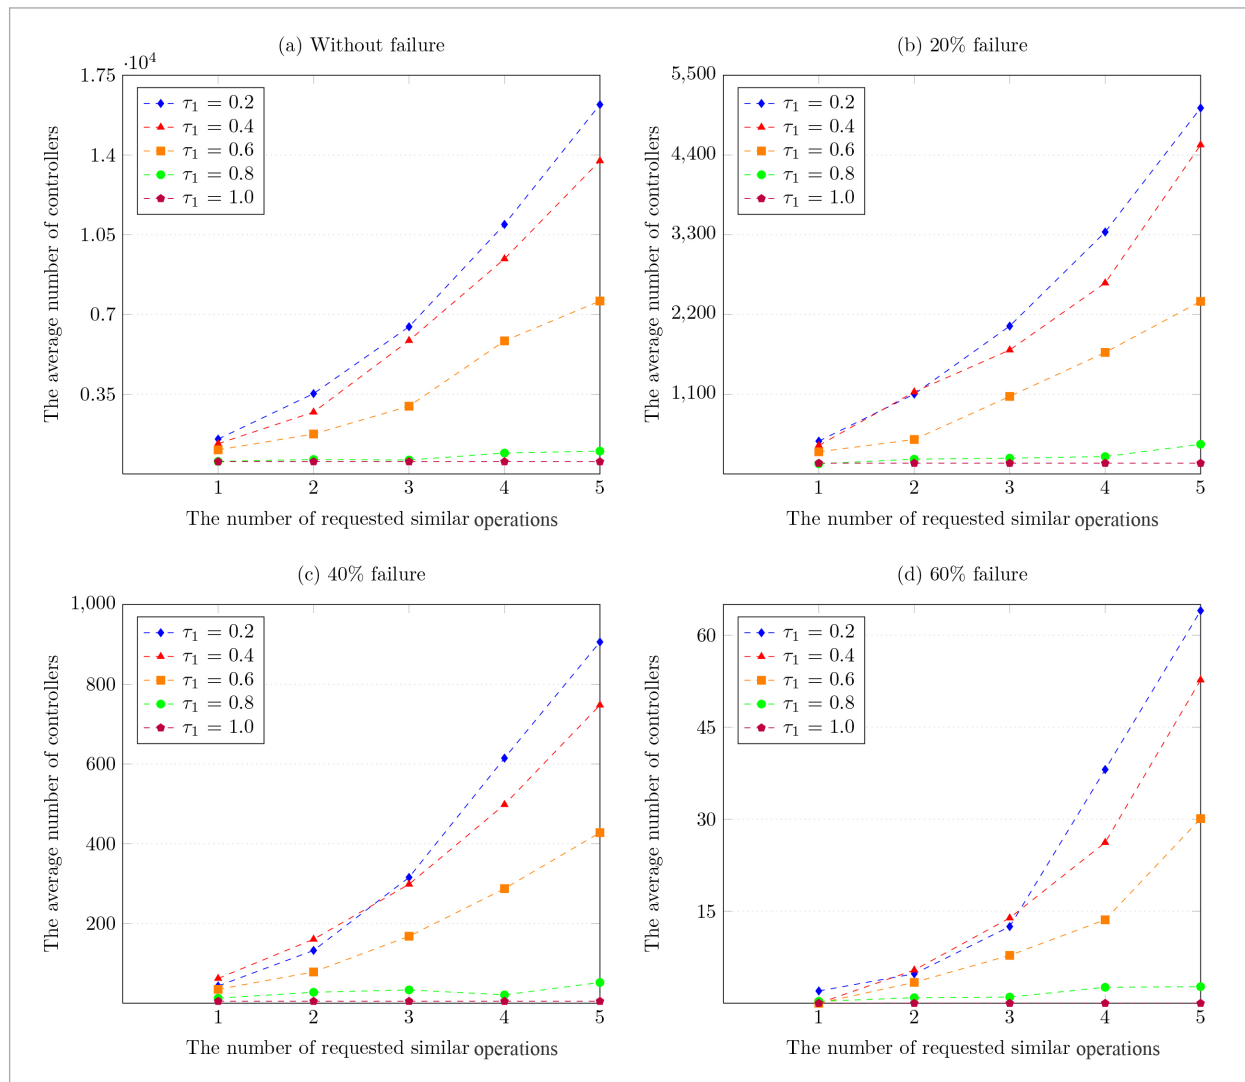 (a) Without failure
·10⁴
1.75
1.4
1.05
0.7
0.35
The average number of controllers
τ₁ = 0.2
τ₁ = 0.4
τ₁ = 0.6
τ₁ = 0.8
τ₁ = 1.0
1 2 3 4 5
The number of requested similar operations
(b) 20% failure
5,500
4,400
3,300
2,200
1,100
The average number of controllers
τ₁ = 0.2
τ₁ = 0.4
τ₁ = 0.6
τ₁ = 0.8
τ₁ = 1.0
1 2 3 4 5
The number of requested similar operations
(c) 40% failure
1,000
800
600
400
200
The average number of controllers
τ₁ = 0.2
τ₁ = 0.4
τ₁ = 0.6
τ₁ = 0.8
τ₁ = 1.0
1 2 3 4 5
The number of requested similar operations
(d) 60% failure
60
45
30
15
The average number of controllers
τ₁ = 0.2
τ₁ = 0.4
τ₁ = 0.6
τ₁ = 0.8
τ₁ = 1.0
1 2 3 4 5
The number of requested similar operations